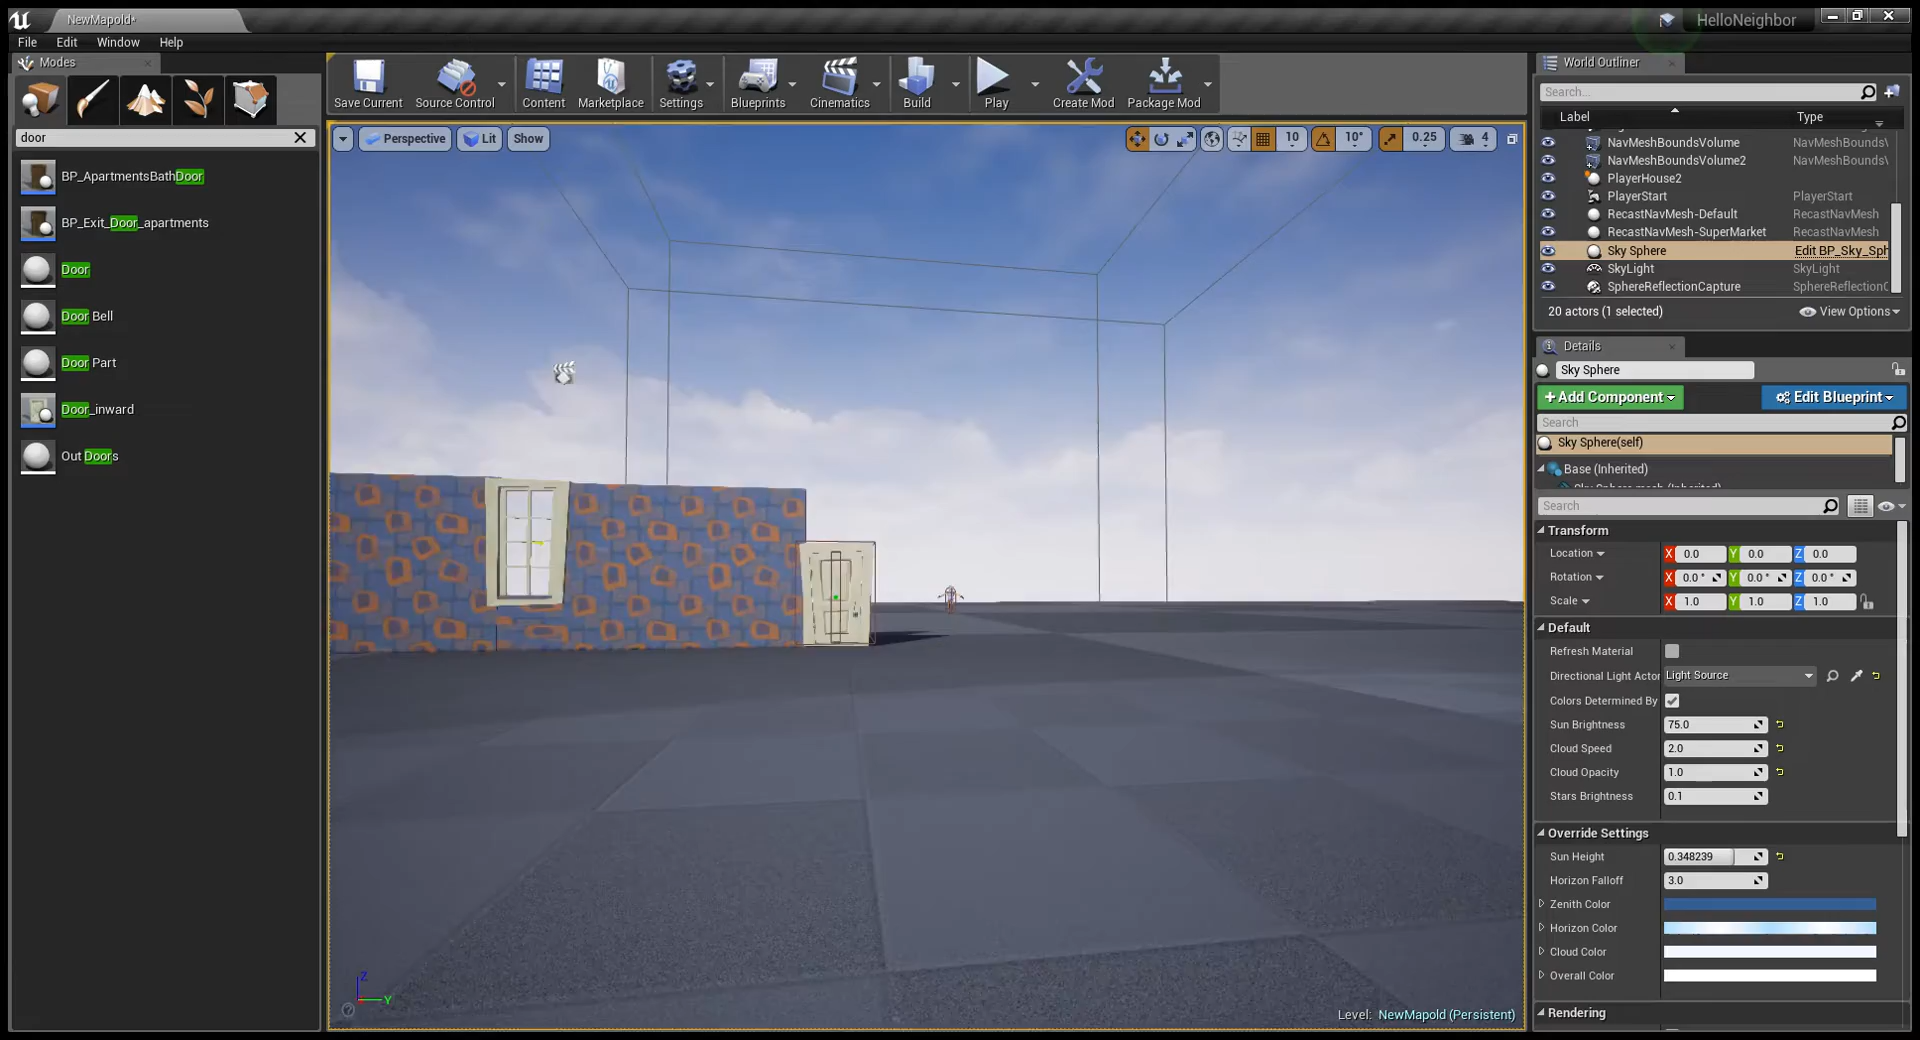 NewMapold*
HelloNeighbor
File Edit Window Help
Modes
door
BP_ApartmentsBathDoor
BP_Exit_Door_apartments
Door
Door Bell
Door Part
Door_inward
Out Doors
Save Current
Source Control
Content
Marketplace
Settings
Blueprints
Cinematics
Build
Play
Create Mod
Package Mod
Perspective
Lit
Show
10
10°
0.25
4
Level: NewMapold (Persistent)
Z
Y
World Outliner
Search...
Label Type
NavMeshBoundsVolume NavMeshBounds\
NavMeshBoundsVolume2 NavMeshBounds\
PlayerHouse2
PlayerStart PlayerStart
RecastNavMesh-Default RecastNavMesh
RecastNavMesh-SuperMarket RecastNavMesh
Sky Sphere Edit BP_Sky_Sph
SkyLight SkyLight
SphereReflectionCapture SphereReflectionC
20 actors (1 selected) View Options
Details
Sky Sphere
+Add Component Edit Blueprint
Search
Sky Sphere(self)
Base (Inherited)
Sky Sphere mesh (Inherited)
Search
Transform
Location X 0.0 Y 0.0 Z 0.0
Rotation X 0.0 ° Y 0.0 ° Z 0.0 °
Scale X 1.0 Y 1.0 Z 1.0
Default
Refresh Material
Directional Light Actor Light Source
Colors Determined By
Sun Brightness 75.0
Cloud Speed 2.0
Cloud Opacity 1.0
Stars Brightness 0.1
Override Settings
Sun Height 0.348239
Horizon Falloff 3.0
Zenith Color
Horizon Color
Cloud Color
Overall Color
Rendering